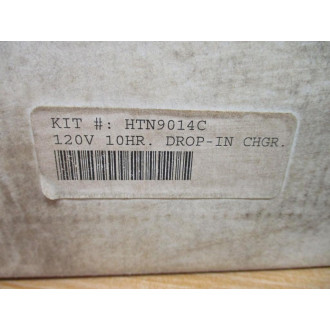 KIT #: HTN9014C
120V 10HR. DROP-IN CHGR.